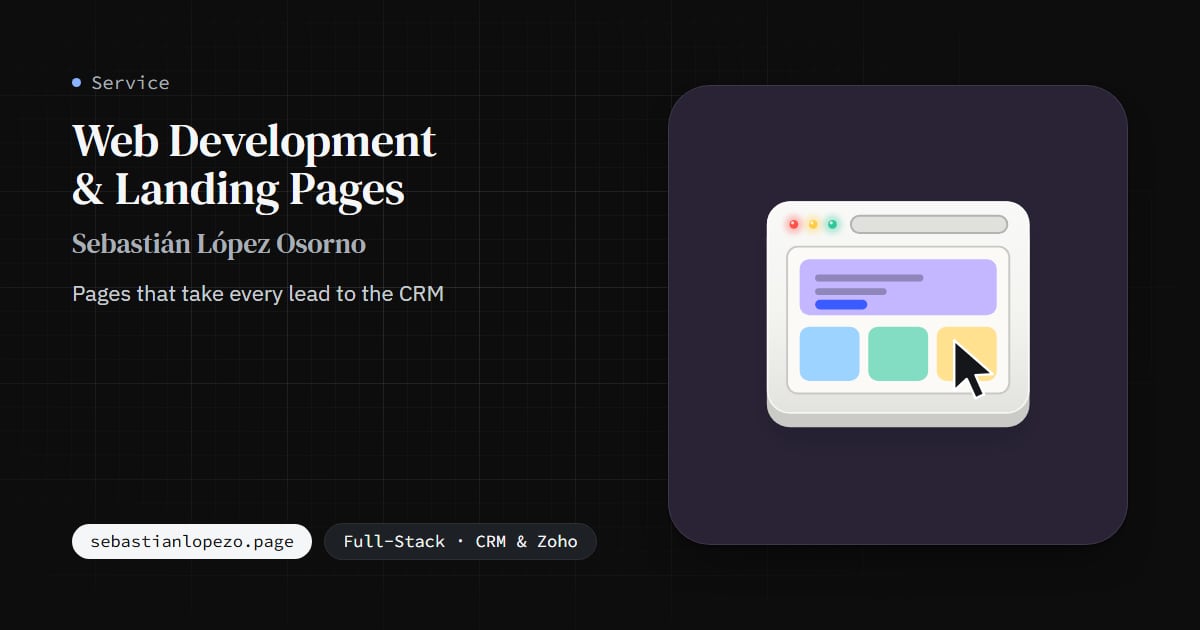 Service
Web Development
& Landing Pages
Sebastián López Osorno
Pages that take every lead to the CRM
sebastianlopezo.page
Full-Stack · CRM & Zoho